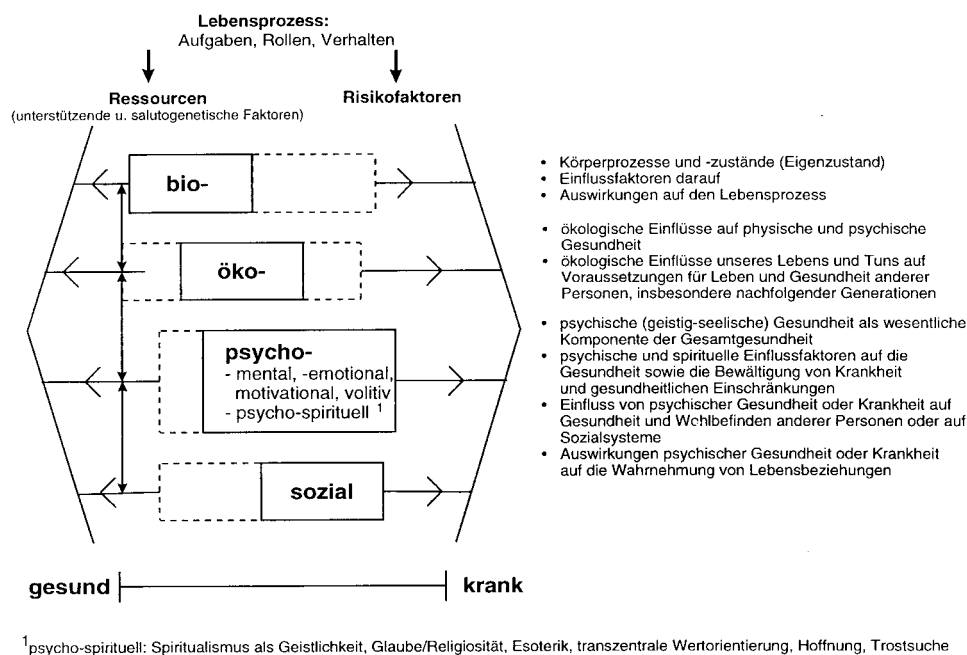 Lebensprozess:
Aufgaben, Rollen, Verhalten
Ressourcen
(unterstützende u. salutogenetische Faktoren)
Risikofaktoren
bio-
• Körperprozesse und -zustände (Eigenzustand)
• Einflussfaktoren darauf
• Auswirkungen auf den Lebensprozess
öko-
• ökologische Einflüsse auf physische und psychische
Gesundheit
• ökologische Einflüsse unseres Lebens und Tuns auf
Voraussetzungen für Leben und Gesundheit anderer
Personen, insbesondere nachfolgender Generationen
psycho-
- mental, -emotional,
motivational, volitiv
- psycho-spirituell 1
• psychische (geistig-seelische) Gesundheit als wesentliche
Komponente der Gesamtgesundheit
• psychische und spirituelle Einflussfaktoren auf die
Gesundheit sowie die Bewältigung von Krankheit
und gesundheitlichen Einschränkungen
• Einfluss von psychischer Gesundheit oder Krankheit auf
Gesundheit und Wohlbefinden anderer Personen oder auf
Sozialsysteme
• Auswirkungen psychischer Gesundheit oder Krankheit
auf die Wahrnehmung von Lebensbeziehungen
sozial
gesund
krank
1psycho-spirituell: Spiritualismus als Geistlichkeit, Glaube/Religiosität, Esoterik, transzentrale Wertorientierung, Hoffnung, Trostsuche